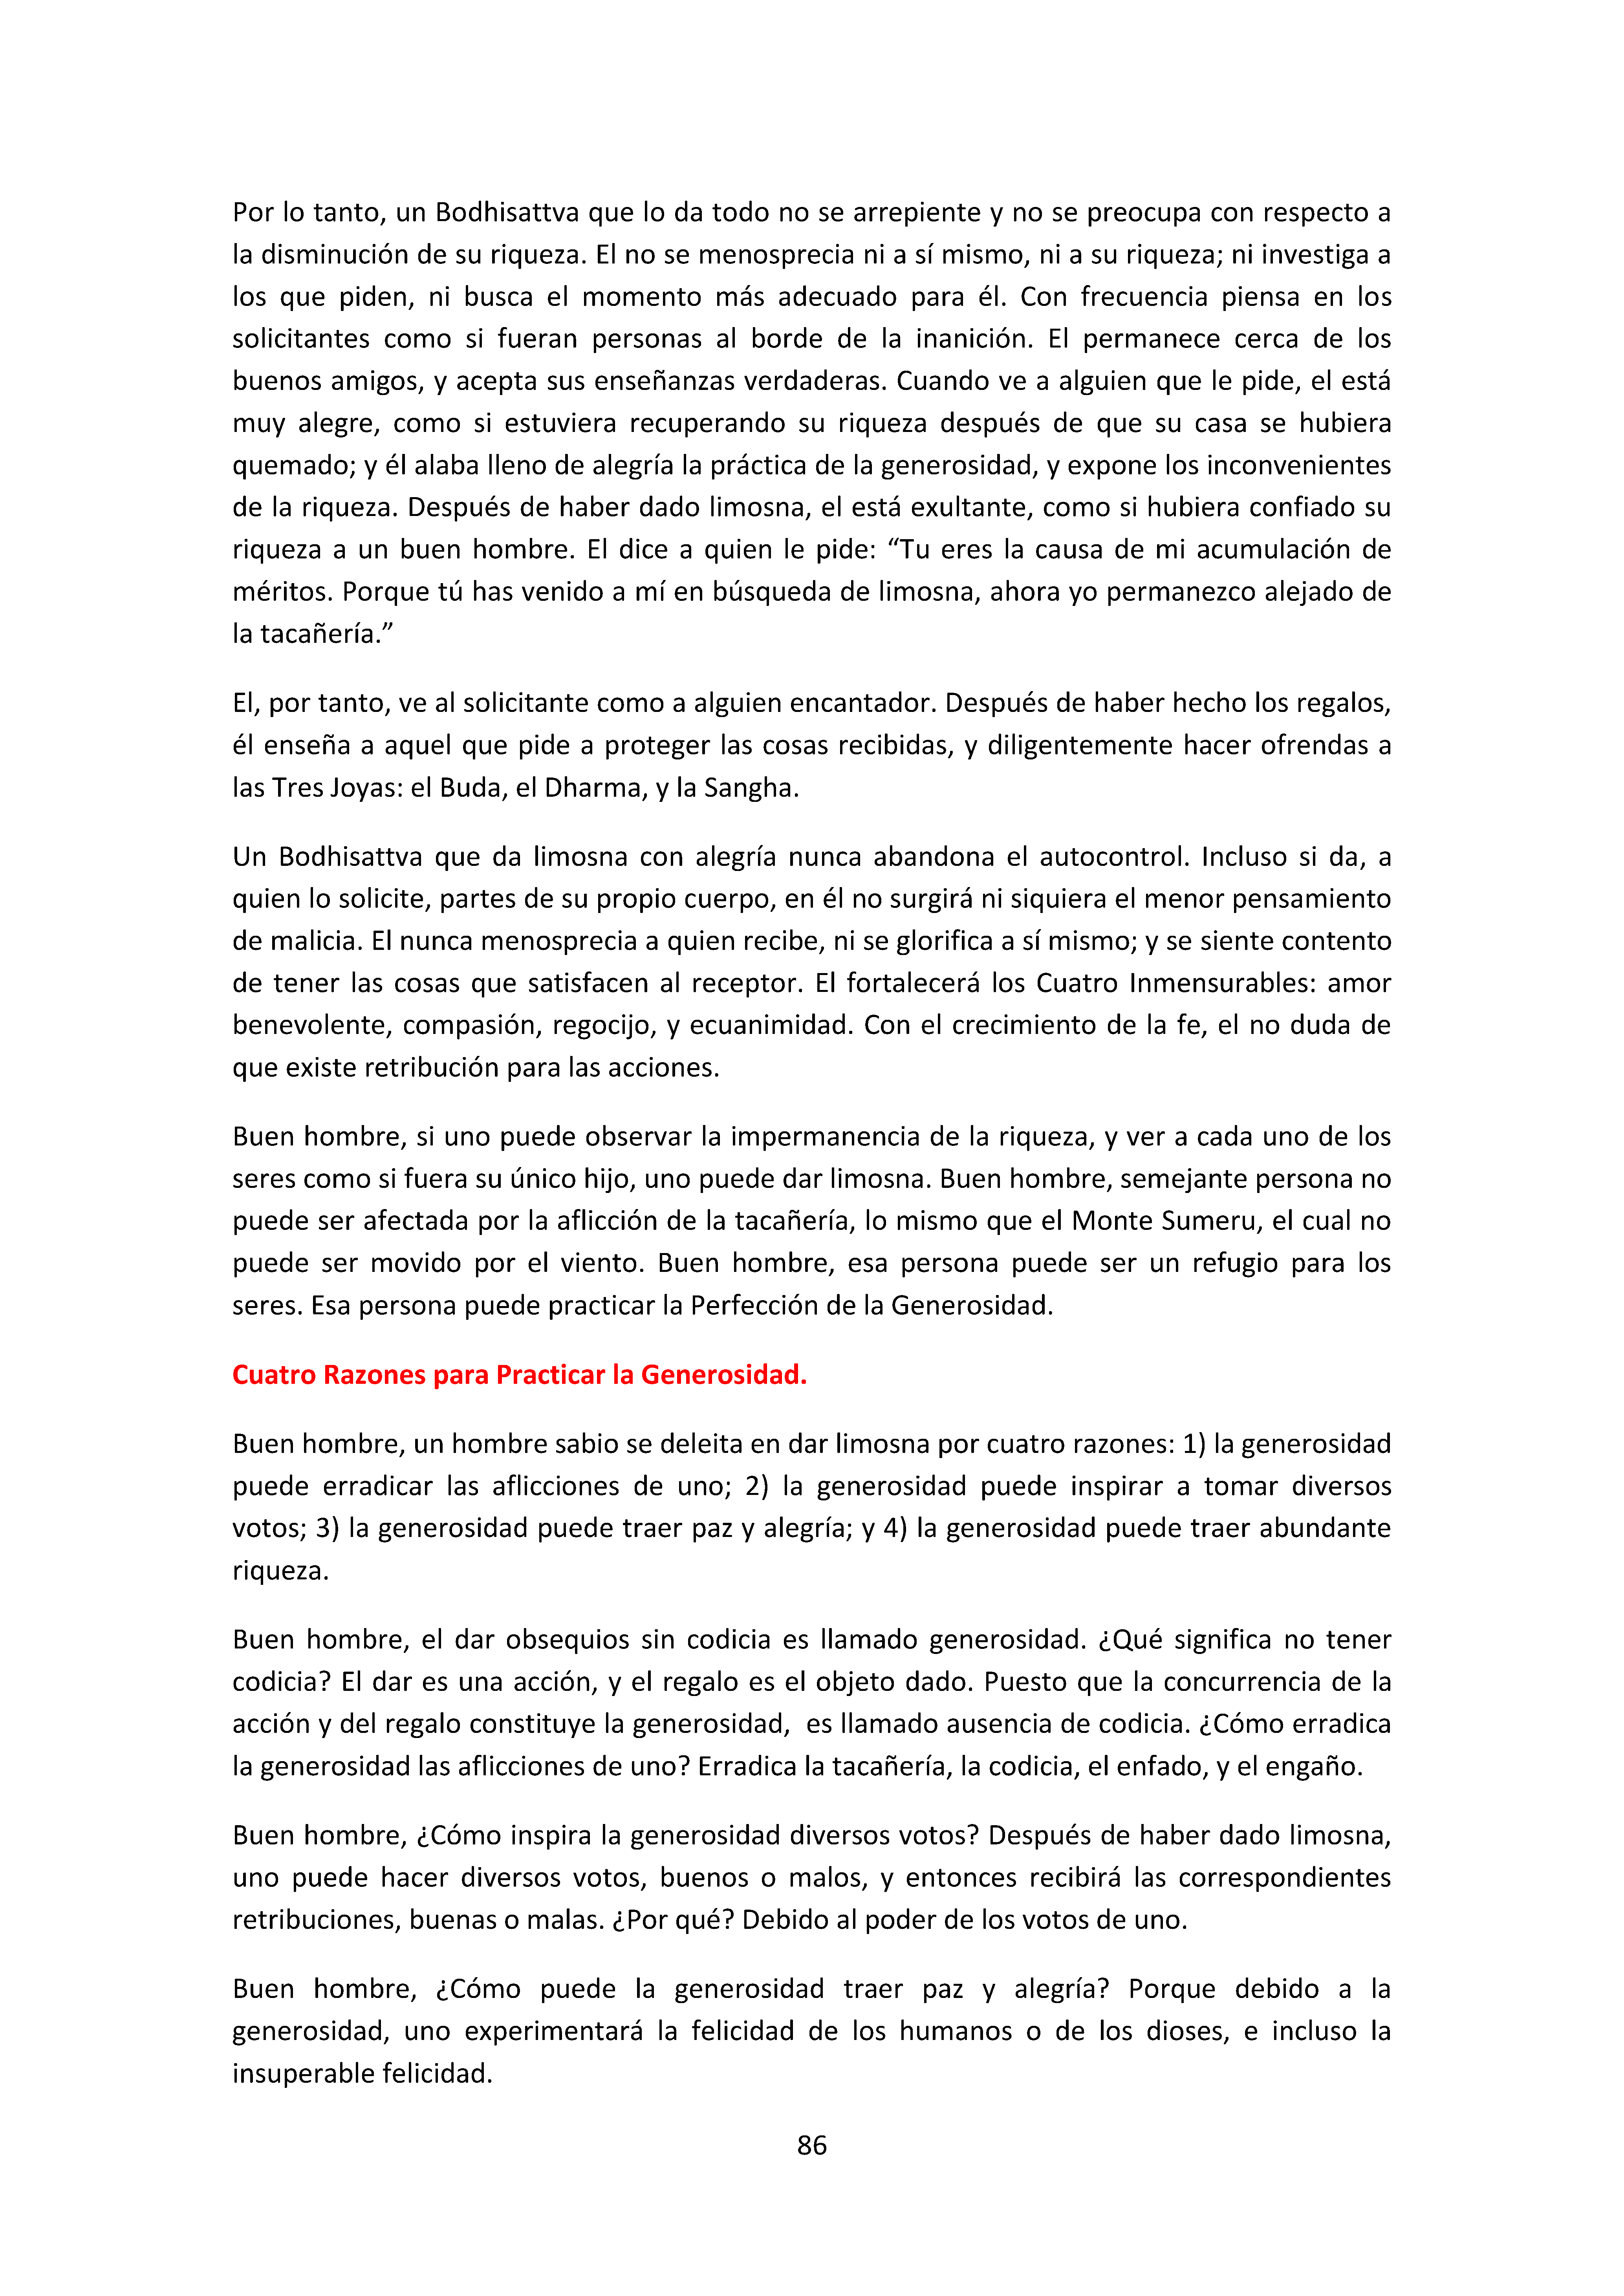 Por lo tanto, un Bodhisattva que lo da todo no se arrepiente y no se preocupa con respecto a
la disminución de su riqueza. El no se menosprecia ni a sí mismo, ni a su riqueza; ni investiga a
los que piden, ni busca el momento más adecuado para él. Con frecuencia piensa en los
solicitantes como si fueran personas al borde de la inanición. El permanece cerca de los
buenos amigos, y acepta sus enseñanzas verdaderas. Cuando ve a alguien que le pide, el está
muy alegre, como si estuviera recuperando su riqueza después de que su casa se hubiera
quemado; y él alaba lleno de alegría la práctica de la generosidad, y expone los inconvenientes
de la riqueza. Después de haber dado limosna, el está exultante, como si hubiera confiado su
riqueza a un buen hombre. El dice a quien le pide: “Tu eres la causa de mi acumulación de
méritos. Porque tú has venido a mí en búsqueda de limosna, ahora yo permanezco alejado de
la tacañería.”
El, por tanto, ve al solicitante como a alguien encantador. Después de haber hecho los regalos,
él enseña a aquel que pide a proteger las cosas recibidas, y diligentemente hacer ofrendas a
las Tres Joyas: el Buda, el Dharma, y la Sangha.
Un Bodhisattva que da limosna con alegría nunca abandona el autocontrol. Incluso si da, a
quien lo solicite, partes de su propio cuerpo, en él no surgirá ni siquiera el menor pensamiento
de malicia. El nunca menosprecia a quien recibe, ni se glorifica a sí mismo; y se siente contento
de tener las cosas que satisfacen al receptor. El fortalecerá los Cuatro Inmensurables: amor
benevolente, compasión, regocijo, y ecuanimidad. Con el crecimiento de la fe, el no duda de
que existe retribución para las acciones.
Buen hombre, si uno puede observar la impermanencia de la riqueza, y ver a cada uno de los
seres como si fuera su único hijo, uno puede dar limosna. Buen hombre, semejante persona no
puede ser afectada por la aflicción de la tacañería, lo mismo que el Monte Sumeru, el cual no
puede ser movido por el viento. Buen hombre, esa persona puede ser un refugio para los
seres. Esa persona puede practicar la Perfección de la Generosidad.
Cuatro Razones para Practicar la Generosidad.
Buen hombre, un hombre sabio se deleita en dar limosna por cuatro razones: 1) la generosidad
puede erradicar las aflicciones de uno; 2) la generosidad puede inspirar a tomar diversos
votos; 3) la generosidad puede traer paz y alegría; y 4) la generosidad puede traer abundante
riqueza.
Buen hombre, el dar obsequios sin codicia es llamado generosidad. ¿Qué significa no tener
codicia? El dar es una acción, y el regalo es el objeto dado. Puesto que la concurrencia de la
acción y del regalo constituye la generosidad, es llamado ausencia de codicia. ¿Cómo erradica
la generosidad las aflicciones de uno? Erradica la tacañería, la codicia, el enfado, y el engaño.
Buen hombre, ¿Cómo inspira la generosidad diversos votos? Después de haber dado limosna,
uno puede hacer diversos votos, buenos o malos, y entonces recibirá las correspondientes
retribuciones, buenas o malas. ¿Por qué? Debido al poder de los votos de uno.
Buen hombre, ¿Cómo puede la generosidad traer paz y alegría? Porque debido a la
generosidad, uno experimentará la felicidad de los humanos o de los dioses, e incluso la
insuperable felicidad.
86